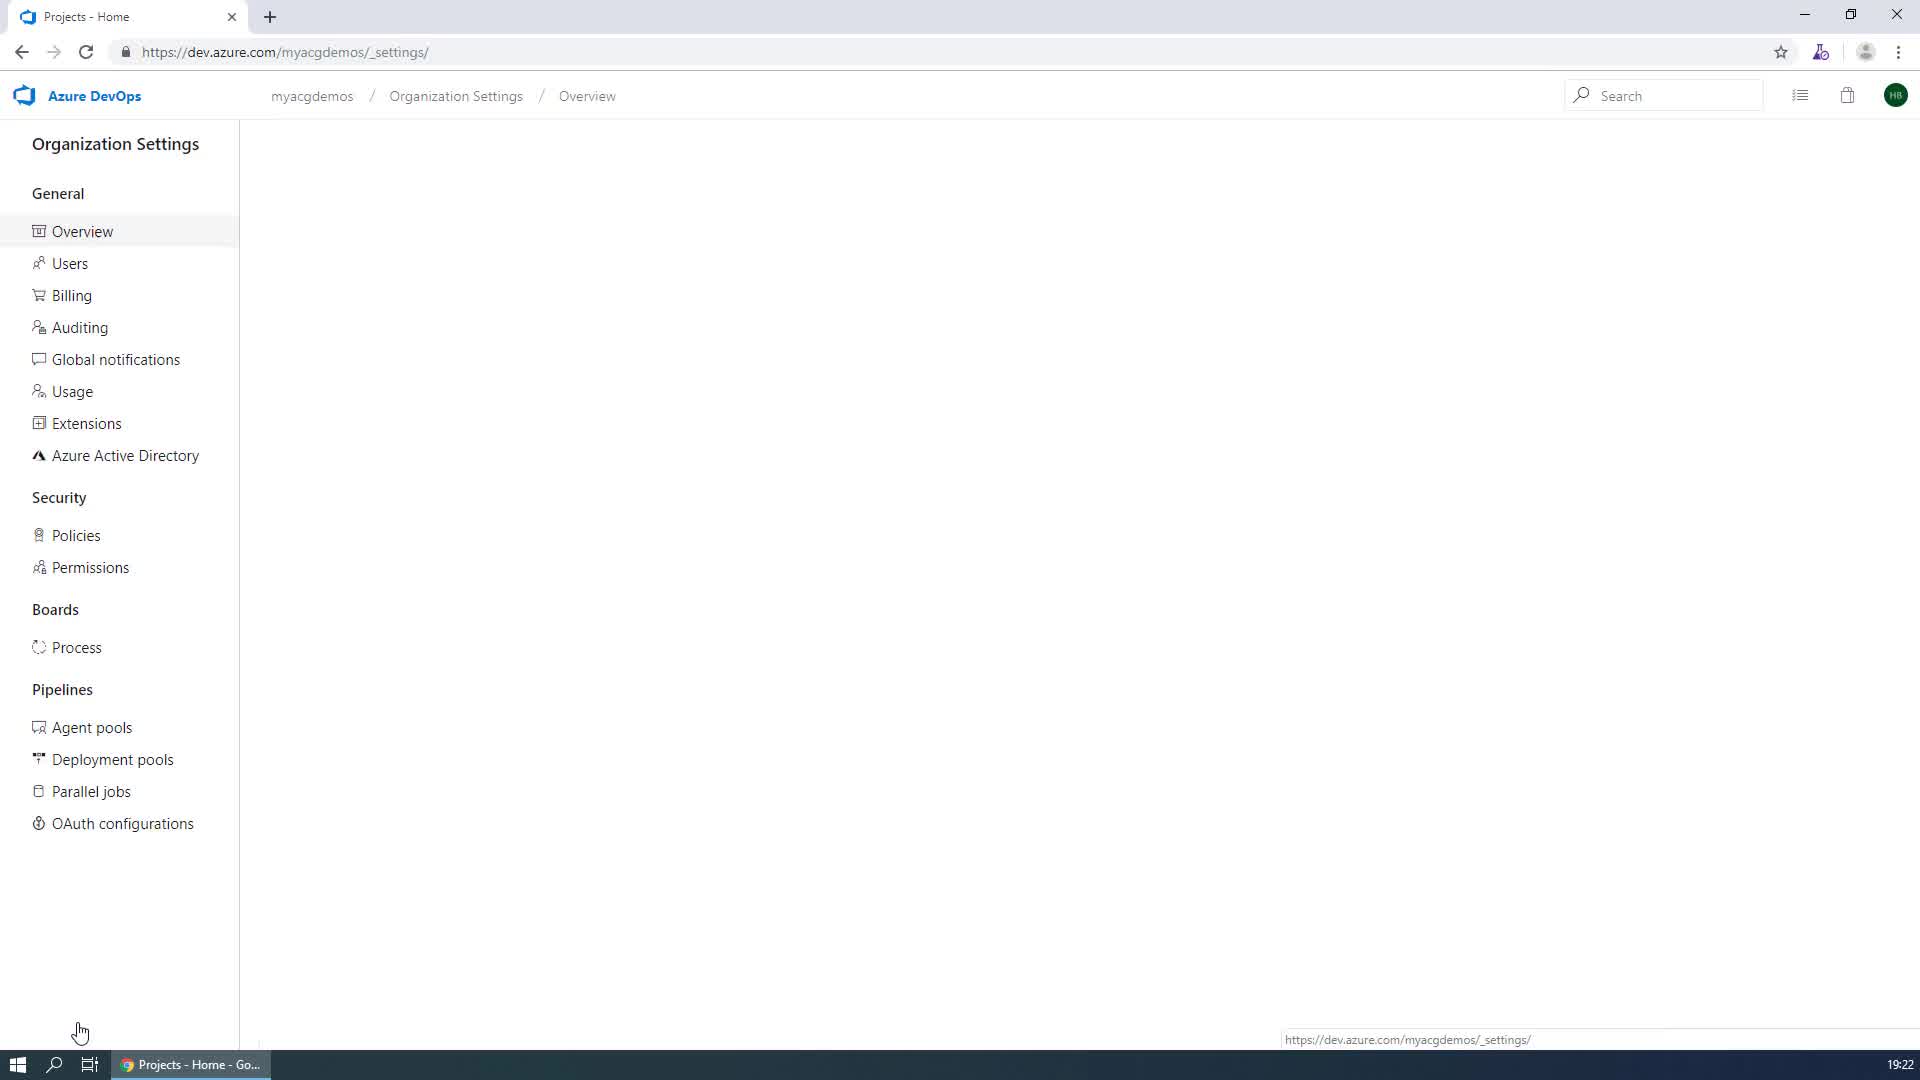 Projects - Home
https://dev.azure.com/myacgdemos/_settings/
Azure DevOps
myacgdemos / Organization Settings / Overview
Search
HB
Organization Settings
General
Overview
Users
Billing
Auditing
Global notifications
Usage
Extensions
Azure Active Directory
Security
Policies
Permissions
Boards
Process
Pipelines
Agent pools
Deployment pools
Parallel jobs
OAuth configurations
https://dev.azure.com/myacgdemos/_settings/
Projects - Home - Go...
19:22